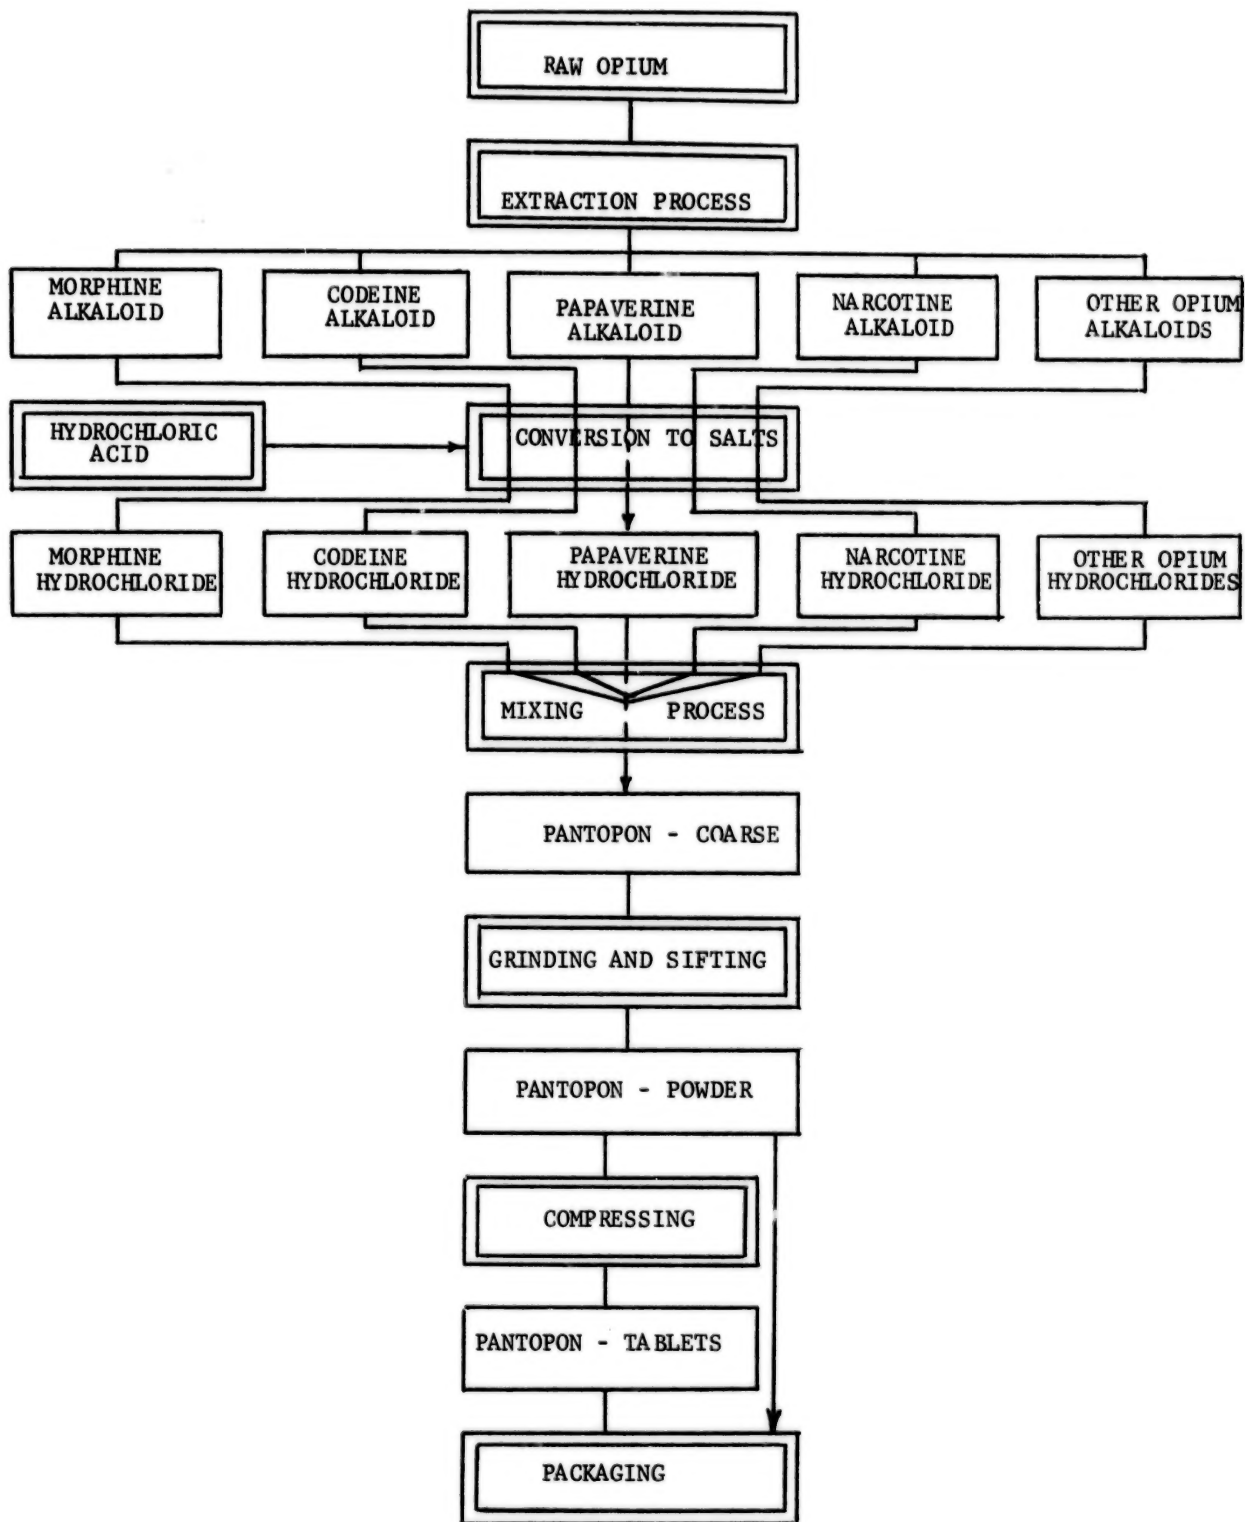 RAW OPIUM
EXTRACTION PROCESS
MORPHINE
ALKALOID
CODEINE
ALKALOID
PAPAVERINE
ALKALOID
NARCOTINE
ALKALOID
OTHER OPIUM
ALKALOIDS
HYDROCHLORIC
ACID
CONVERSION TO SALTS
MORPHINE
HYDROCHLORIDE
CODEINE
HYDROCHLORIDE
PAPAVERINE
HYDROCHLORIDE
NARCOTINE
HYDROCHLORIDE
OTHER OPIUM
HYDROCHLORIDES
MIXING PROCESS
PANTOPON - COARSE
GRINDING AND SIFTING
PANTOPON - POWDER
COMPRESSING
PANTOPON - TABLETS
PACKAGING